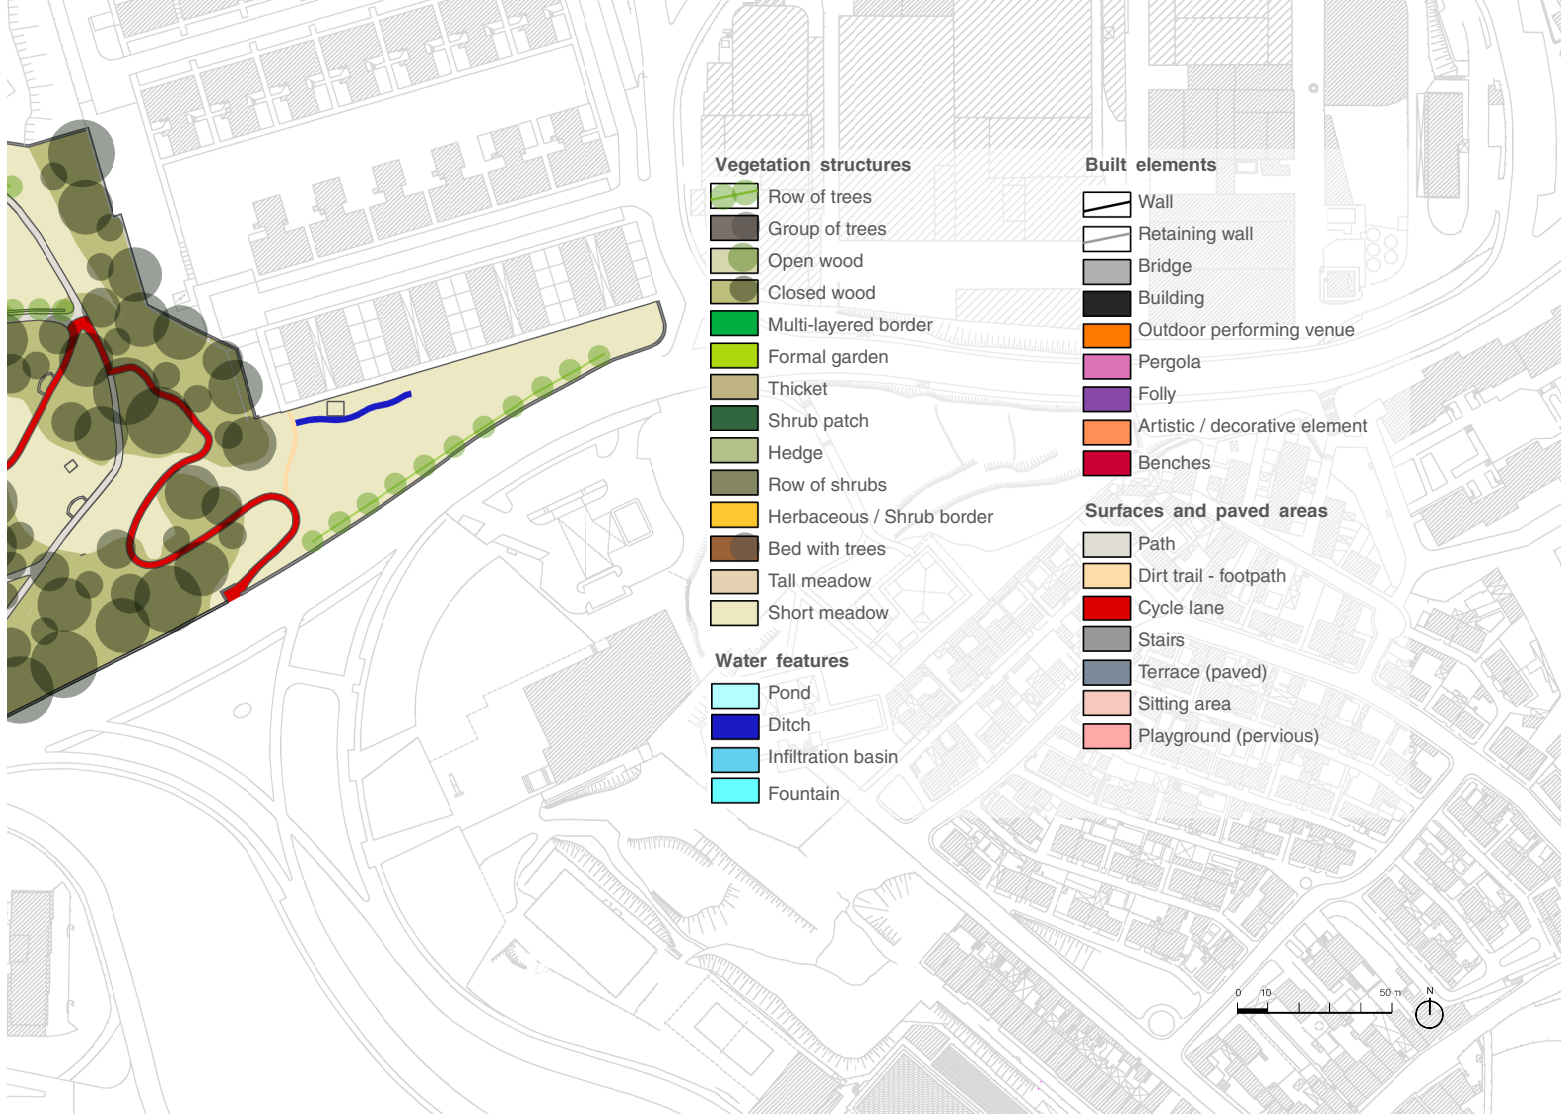 Vegetation structures
Row of trees
Group of trees
Open wood
Closed wood
Multi-layered border
Formal garden
Thicket
Shrub patch
Hedge
Row of shrubs
Herbaceous / Shrub border
Bed with trees
Tall meadow
Short meadow
Water features
Pond
Ditch
Infiltration basin
Fountain
Built elements
Wall
Retaining wall
Bridge
Building
Outdoor performing venue
Pergola
Folly
Artistic / decorative element
Benches
Surfaces and paved areas
Path
Dirt trail - footpath
Cycle lane
Stairs
Terrace (paved)
Sitting area
Playground (pervious)
0 10 50 m N